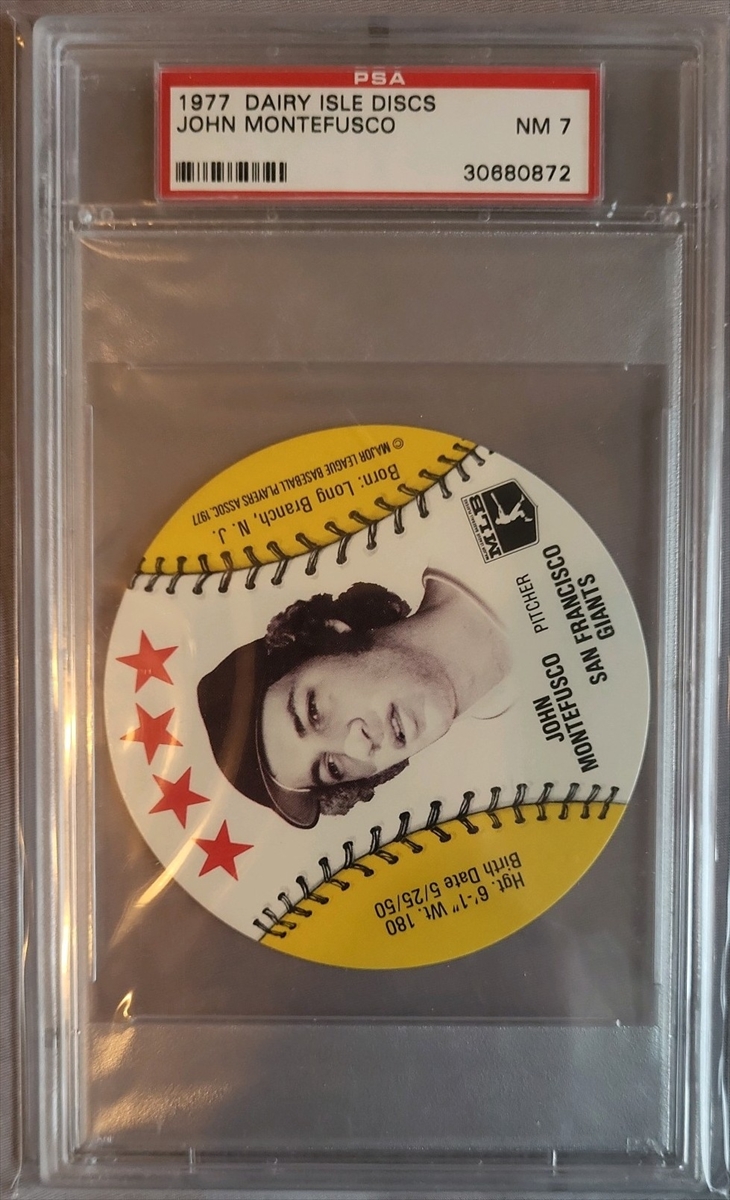 PSA
1977 DAIRY ISLE DISCS
JOHN MONTEFUSCO NM 7
30680872
© MAJOR LEAGUE BASEBALL PLAYERS ASSOC. 1977
Born: Long Branch, N. J.
MLB
JOHN
MONTEFUSCO PITCHER
SAN FRANCISCO
GIANTS
Hgt. 6'-1" Wt. 180
Birth Date 5/25/50